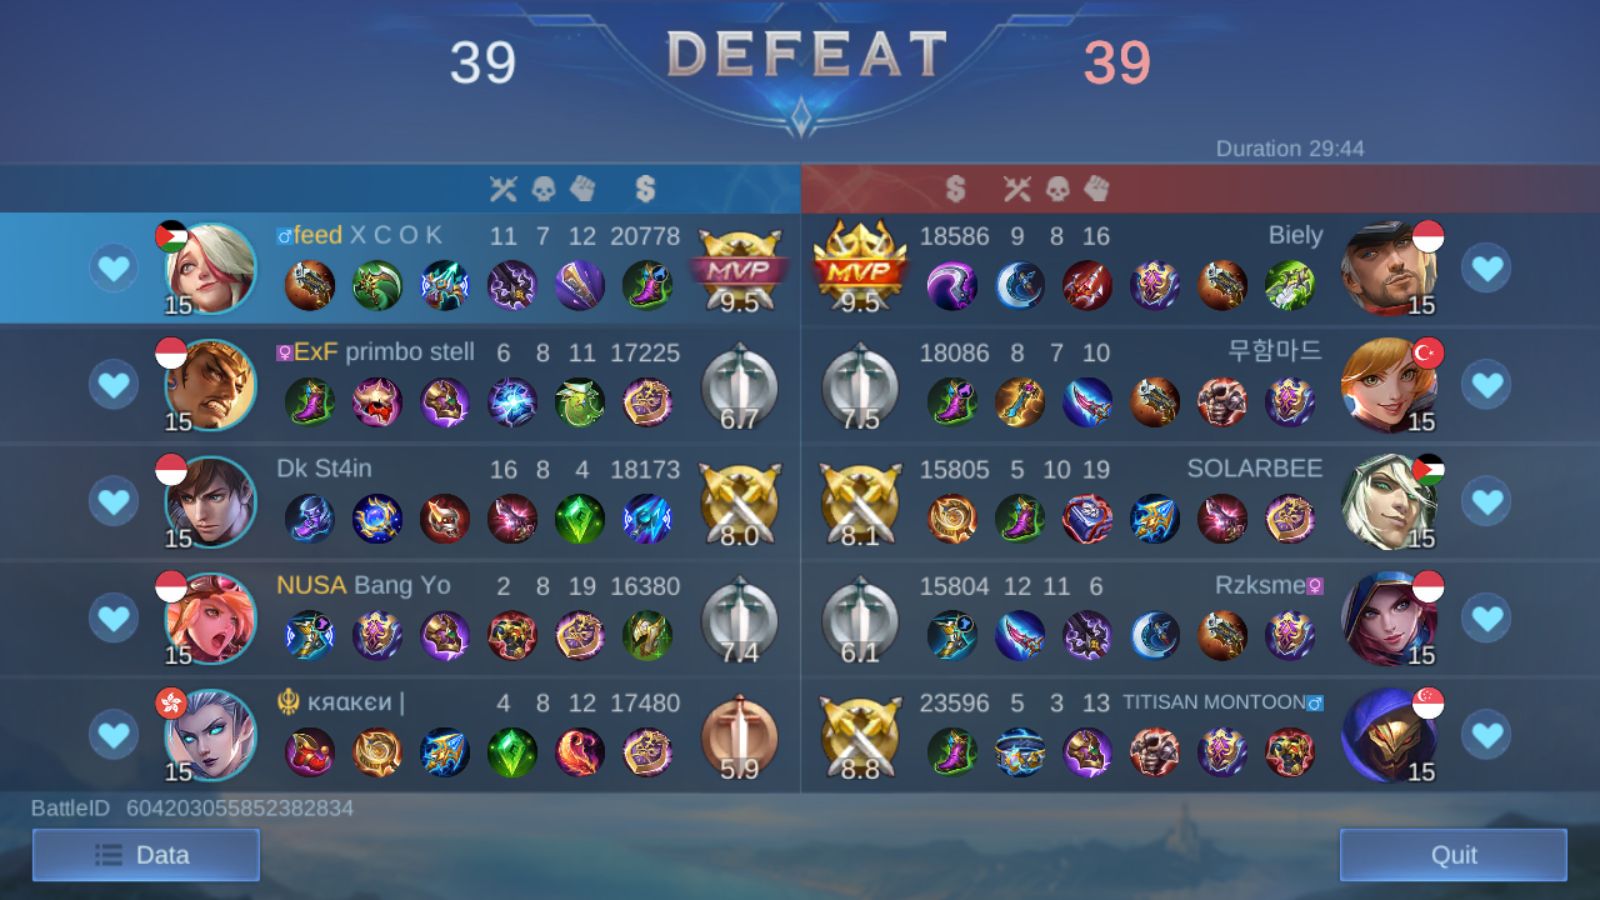 39 DEFEAT 39
Duration 29:44
feed X C O K 11 7 12 20778 MVP 9.5
15
MVP 9.5 18586 9 8 16 Biely
15
ExF primbo stell 6 8 11 17225 6.7
15
7.5 18086 8 7 10 무함마드
15
Dk St4in 16 8 4 18173 8.0
15
8.1 15805 5 10 19 SOLARBEE
15
NUSA Bang Yo 2 8 19 16380 7.4
15
6.1 15804 12 11 6 Rzksme
15
кяαкєи | 4 8 12 17480 5.9
15
8.8 23596 5 3 13 TITISAN MONTOON
15
BattleID 604203055852382834
Data
Quit